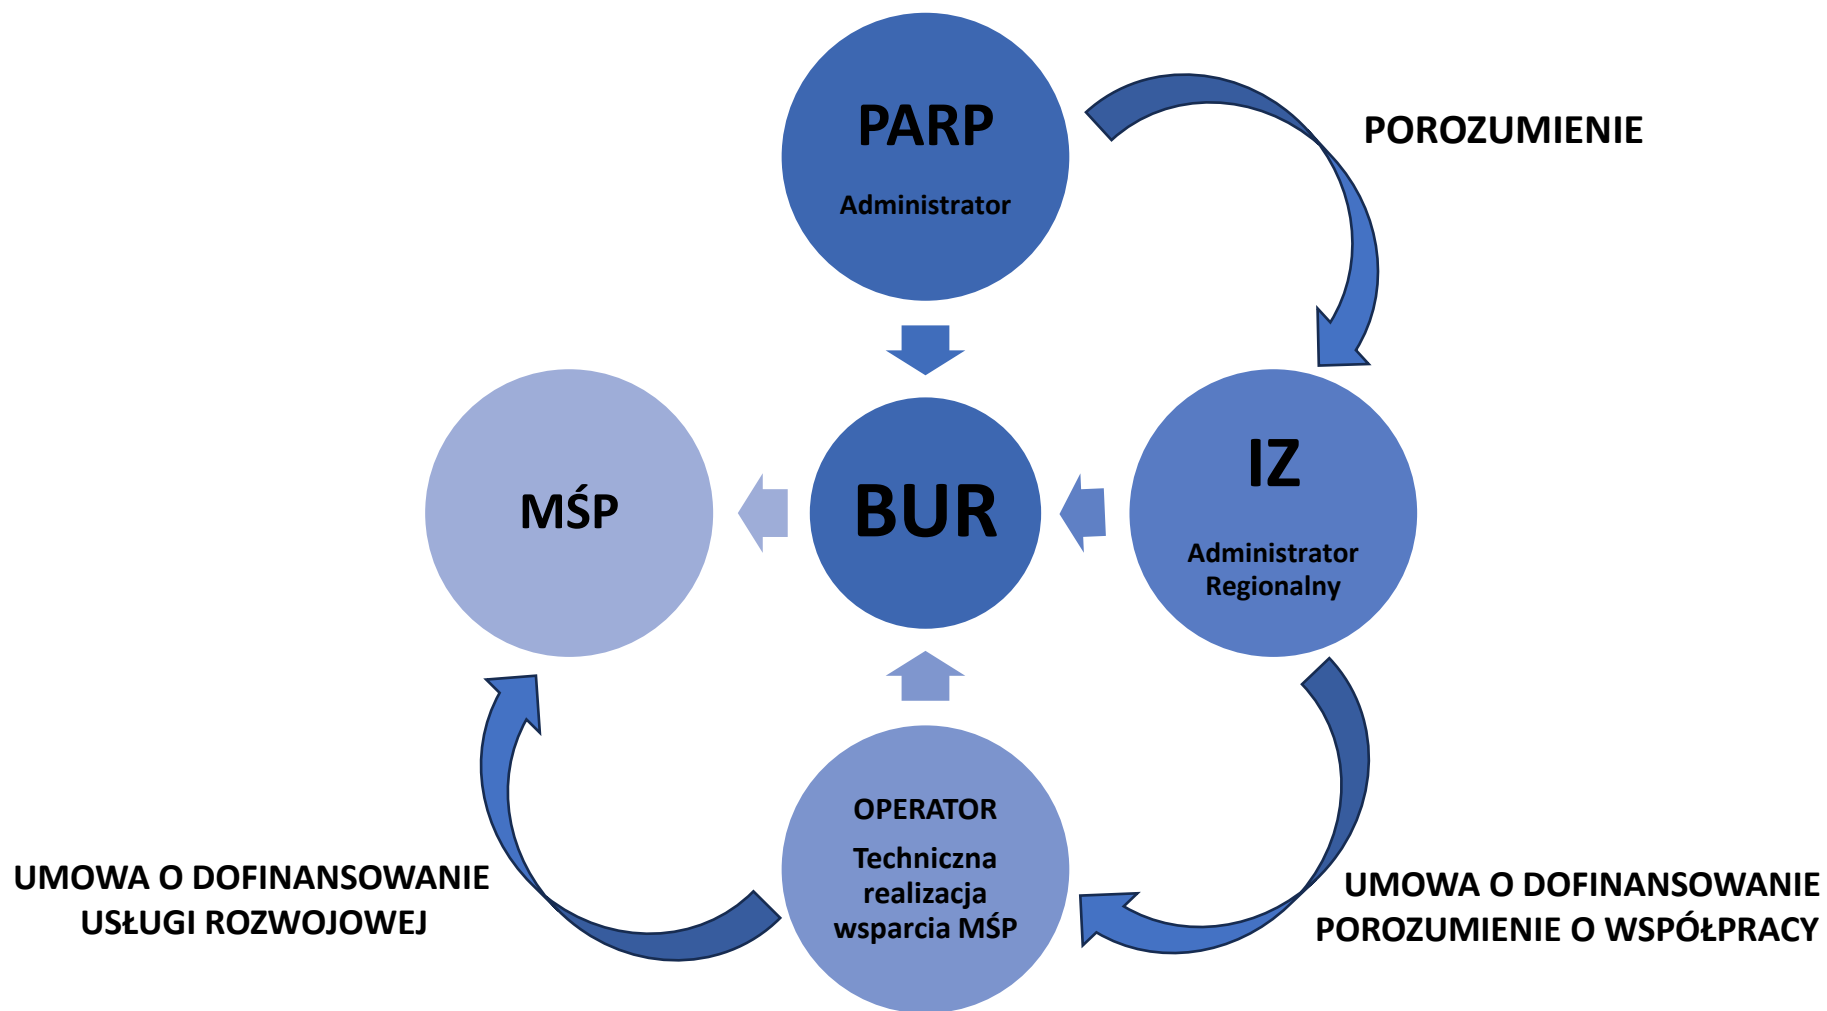 PARP
Administrator
POROZUMIENIE
MŚP
BUR
IZ
Administrator
Regionalny
OPERATOR
Techniczna
realizacja
wsparcia MŚP
UMOWA O DOFINANSOWANIE
USŁUGI ROZWOJOWEJ
UMOWA O DOFINANSOWANIE
POROZUMIENIE O WSPÓŁPRACY